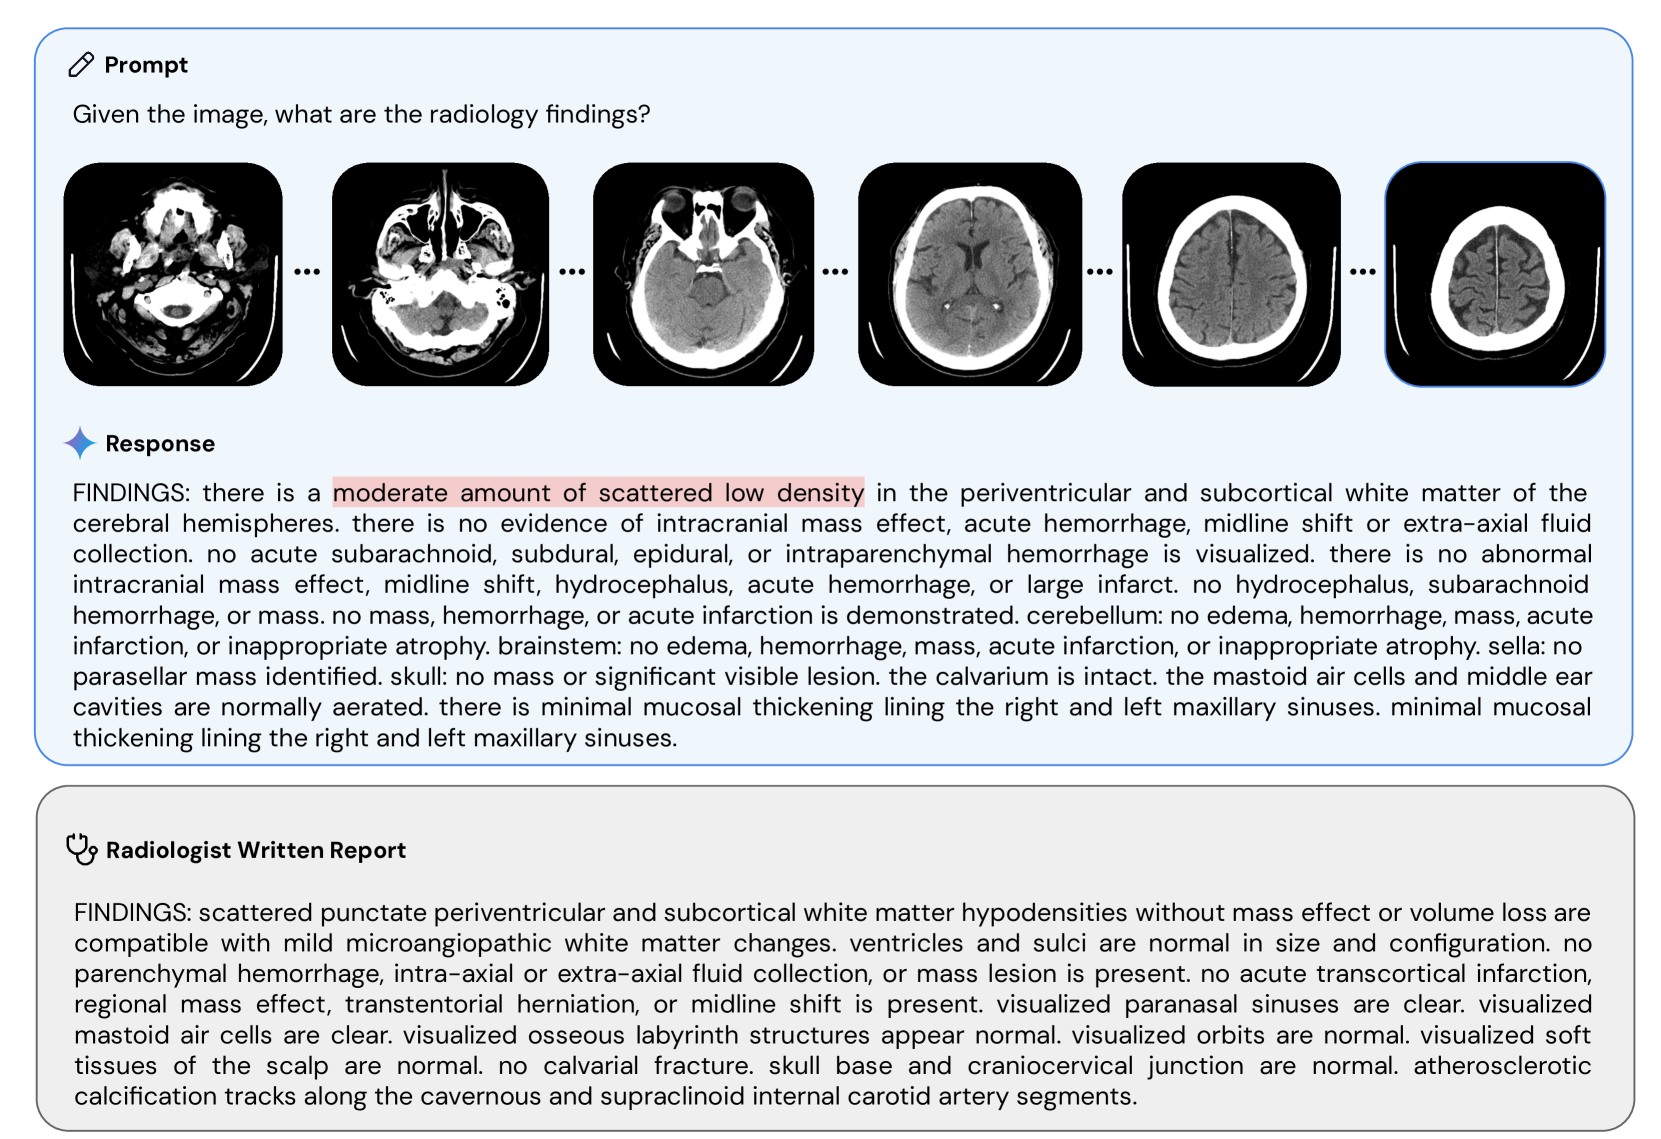 Prompt
Given the image, what are the radiology findings?
Response
FINDINGS: there is a moderate amount of scattered low density in the periventricular and subcortical white matter of the
cerebral hemispheres. there is no evidence of intracranial mass effect, acute hemorrhage, midline shift or extra-axial fluid
collection. no acute subarachnoid, subdural, epidural, or intraparenchymal hemorrhage is visualized. there is no abnormal
intracranial mass effect, midline shift, hydrocephalus, acute hemorrhage, or large infarct. no hydrocephalus, subarachnoid
hemorrhage, or mass. no mass, hemorrhage, or acute infarction is demonstrated. cerebellum: no edema, hemorrhage, mass, acute
infarction, or inappropriate atrophy. brainstem: no edema, hemorrhage, mass, acute infarction, or inappropriate atrophy. sella: no
parasellar mass identified. skull: no mass or significant visible lesion. the calvarium is intact. the mastoid air cells and middle ear
cavities are normally aerated. there is minimal mucosal thickening lining the right and left maxillary sinuses. minimal mucosal
thickening lining the right and left maxillary sinuses.
Radiologist Written Report
FINDINGS: scattered punctate periventricular and subcortical white matter hypodensities without mass effect or volume loss are
compatible with mild microangiopathic white matter changes. ventricles and sulci are normal in size and configuration. no
parenchymal hemorrhage, intra-axial or extra-axial fluid collection, or mass lesion is present. no acute transcortical infarction,
regional mass effect, transtentorial herniation, or midline shift is present. visualized paranasal sinuses are clear. visualized
mastoid air cells are clear. visualized osseous labyrinth structures appear normal. visualized orbits are normal. visualized soft
tissues of the scalp are normal. no calvarial fracture. skull base and craniocervical junction are normal. atherosclerotic
calcification tracks along the cavernous and supraclinoid internal carotid artery segments.